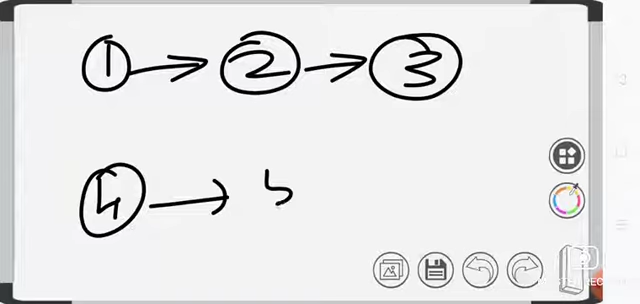 1 → 2 → 3
4 → 5